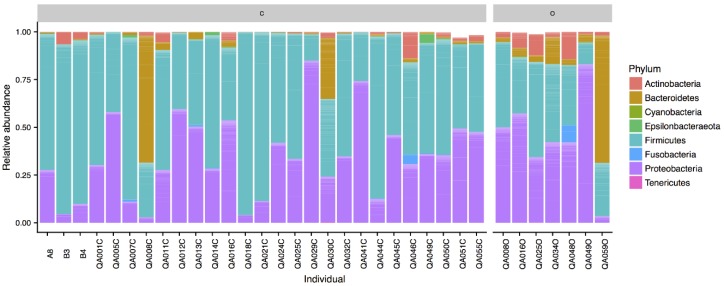 C
O
1.00
0.75
0.50
0.25
0.00
Relative abundance
A8
B3
B4
QA001C
QA005C
QA007C
QA008C
QA011C
QA012C
QA013C
QA014C
QA016C
QA018C
QA021C
QA024C
QA025C
QA029C
QA030C
QA032C
QA041C
QA044C
QA045C
QA046C
QA049C
QA050C
QA051C
QA055C
QA008O
QA016O
QA025O
QA034O
QA048O
QA049O
QA059O
Individual
Phylum
Actinobacteria
Bacteroidetes
Cyanobacteria
Epsilonbacteraeota
Firmicutes
Fusobacteria
Proteobacteria
Tenericutes